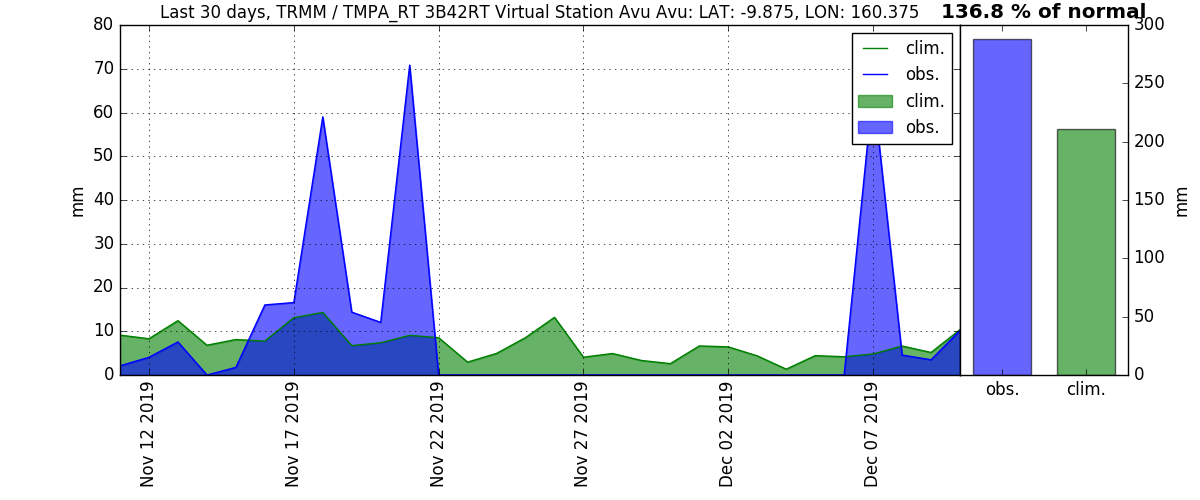 Last 30 days, TRMM / TMPA_RT 3B42RT Virtual Station Avu Avu: LAT: -9.875, LON: 160.375
136.8 % of normal
80
70
60
50
40
30
20
10
0
mm
clim.
obs.
clim.
obs.
Nov 12 2019
Nov 17 2019
Nov 22 2019
Nov 27 2019
Dec 02 2019
Dec 07 2019
300
250
200
150
100
50
0
mm
obs.
clim.